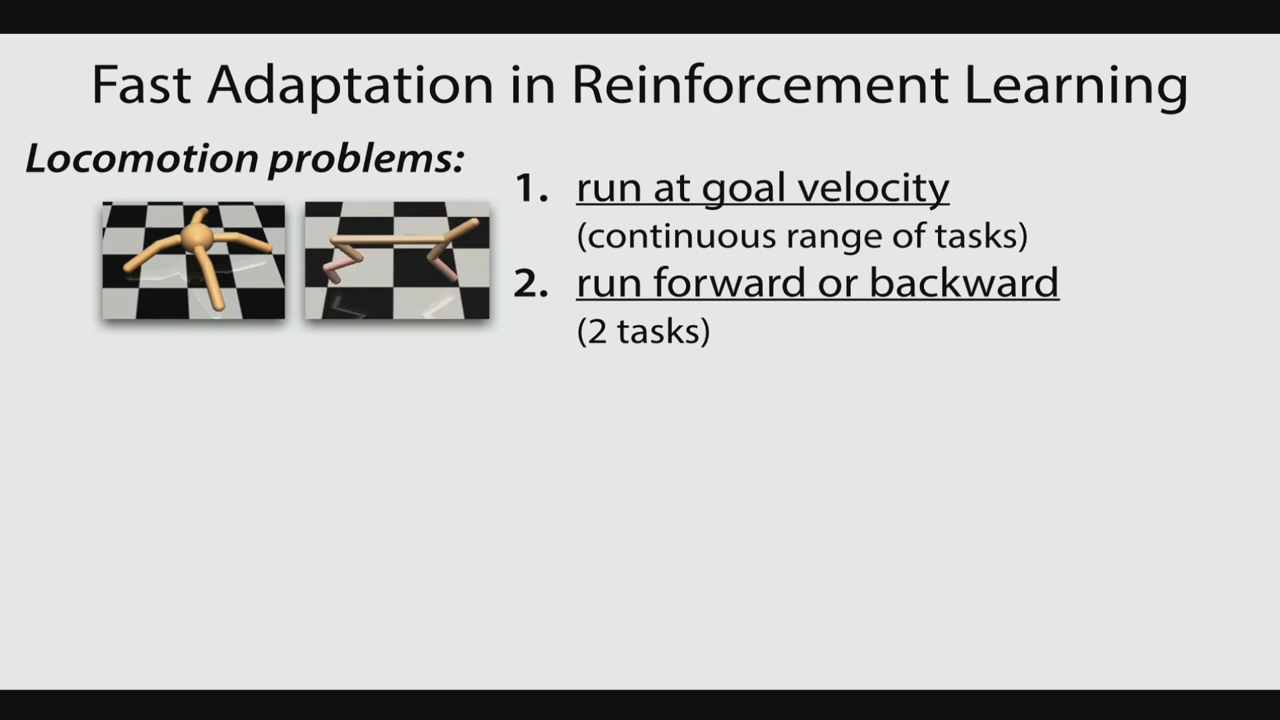 Fast Adaptation in Reinforcement Learning
Locomotion problems:
1. run at goal velocity
(continuous range of tasks)
2. run forward or backward
(2 tasks)